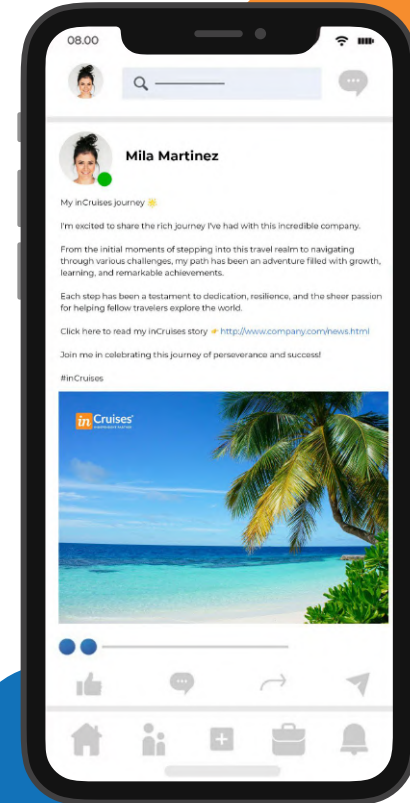 08.00
Mila Martinez
My inCruises journey 🌟
I'm excited to share the rich journey I've had with this incredible company.
From the initial moments of stepping into this travel realm to navigating
through various challenges, my path has been an adventure filled with growth,
learning, and remarkable achievements.
Each step has been a testament to dedication, resilience, and the sheer passion
for helping fellow travelers explore the world.
Click here to read my inCruises story 👉 http://www.company.com/news.html
Join me in celebrating this journey of perseverance and success!
#inCruises
in Cruises®